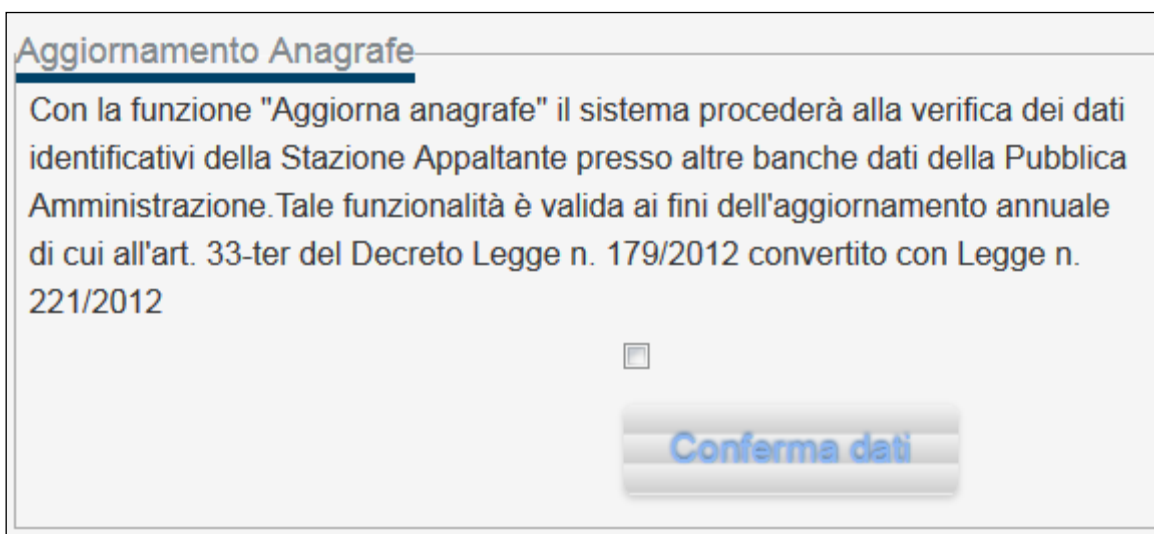 Aggiornamento Anagrafe
Con la funzione "Aggiorna anagrafe" il sistema procederà alla verifica dei dati
identificativi della Stazione Appaltante presso altre banche dati della Pubblica
Amministrazione.Tale funzionalità è valida ai fini dell'aggiornamento annuale
di cui all'art. 33-ter del Decreto Legge n. 179/2012 convertito con Legge n.
221/2012
Conferma dati